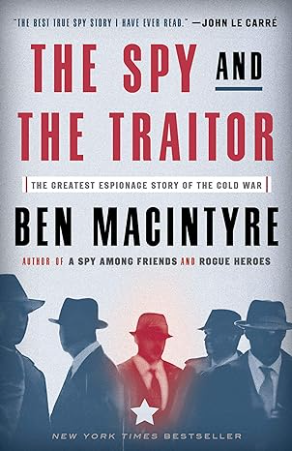 "THE BEST TRUE SPY STORY I HAVE EVER READ." —JOHN LE CARRÉ
THE SPY AND
THE TRAITOR
THE GREATEST ESPIONAGE STORY OF THE COLD WAR
BEN MACINTYRE
AUTHOR OF A SPY AMONG FRIENDS AND ROGUE HEROES
NEW YORK TIMES BESTSELLER